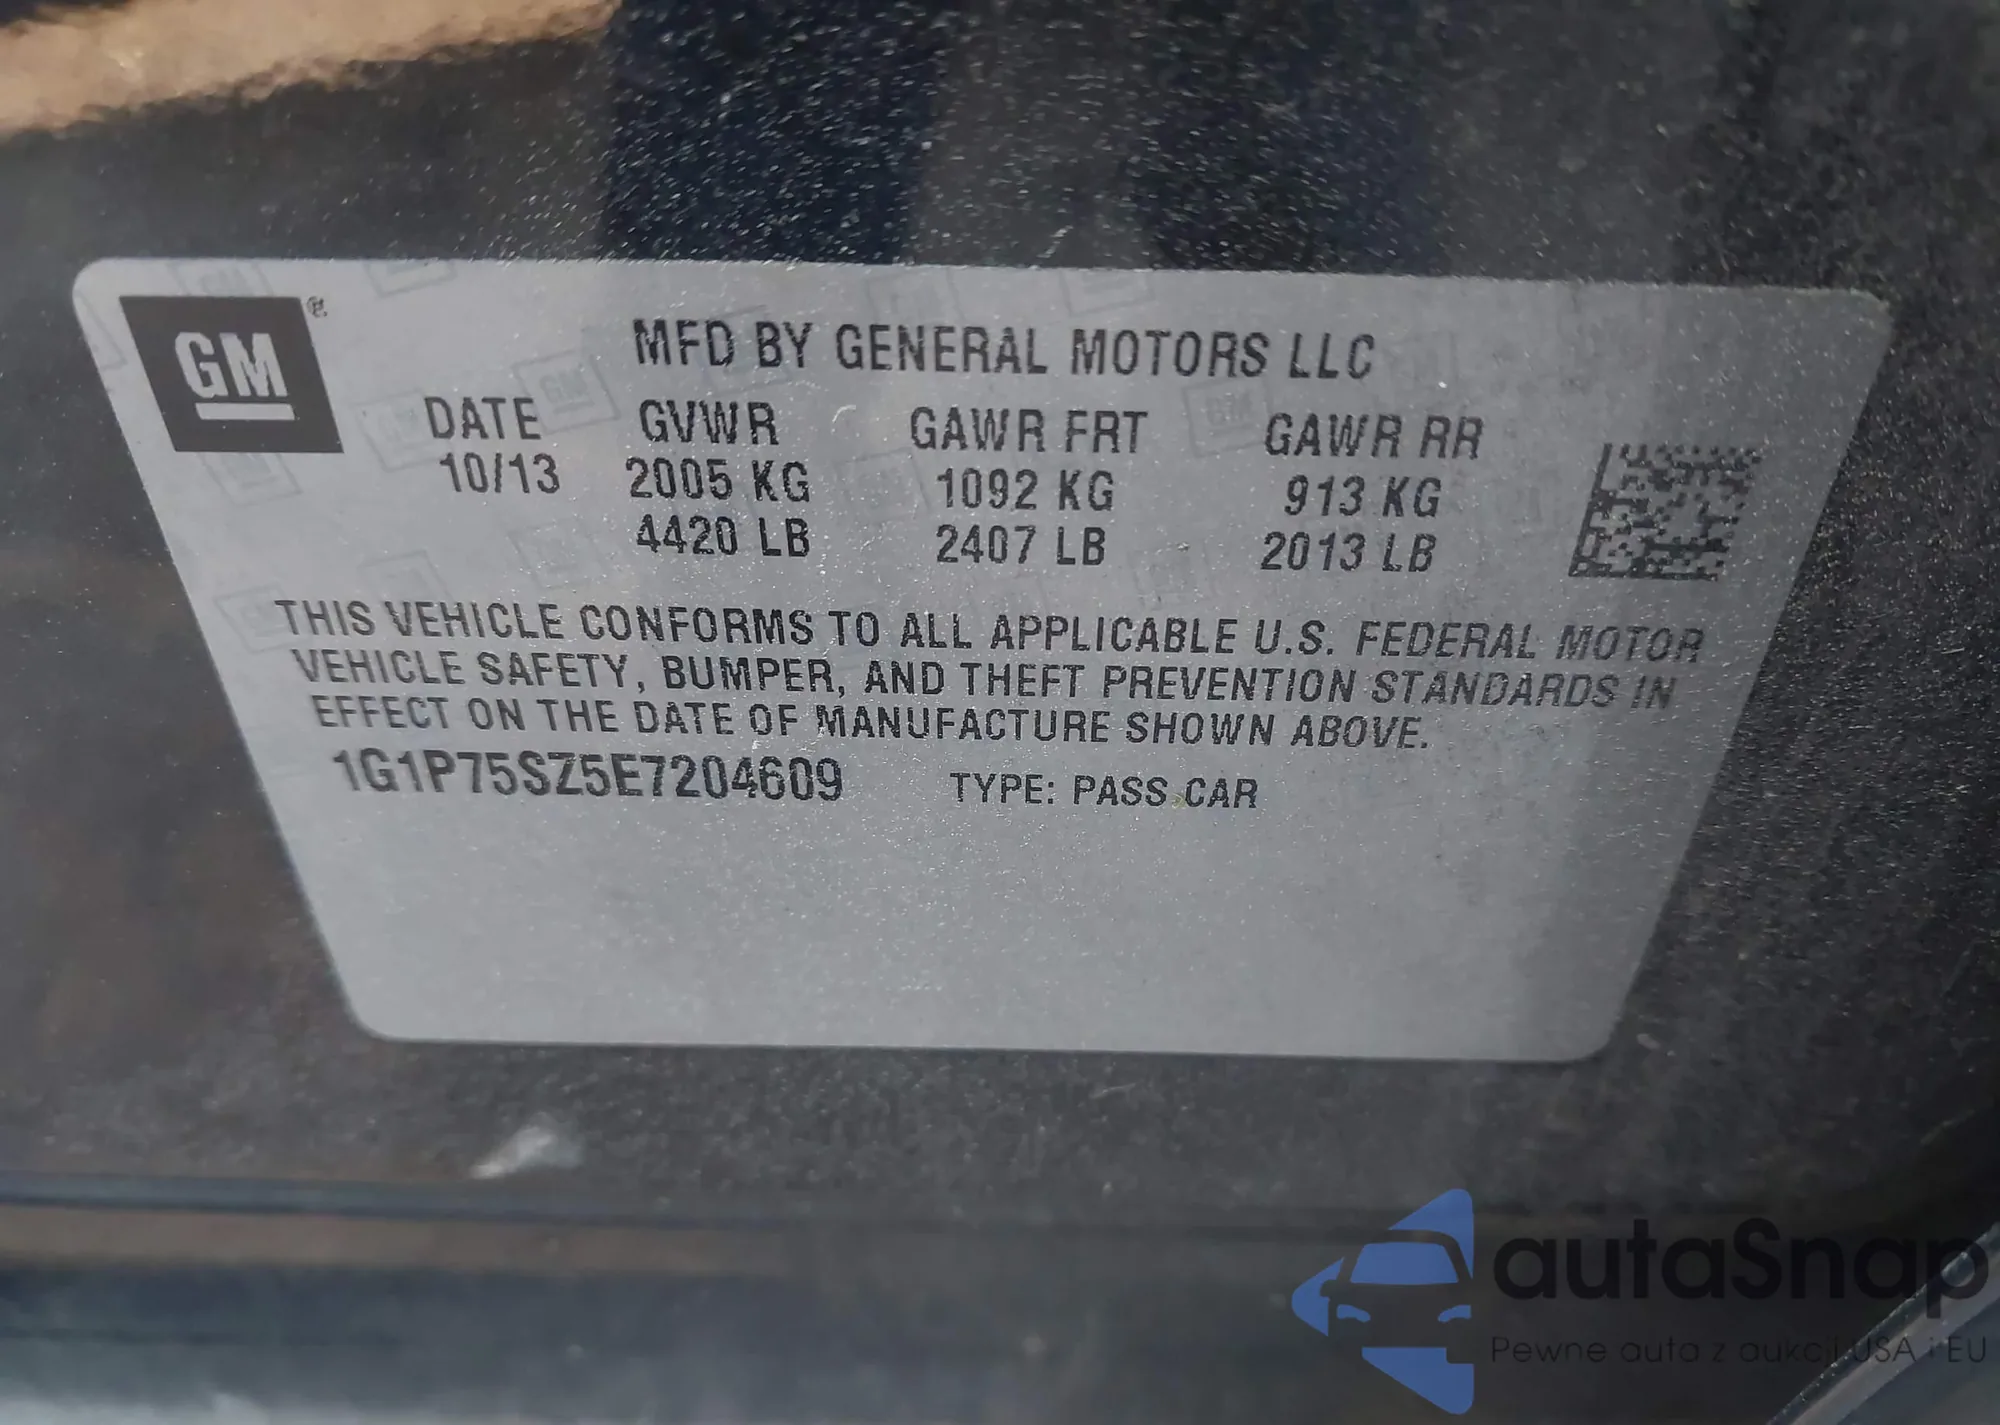 GM ®
MFD BY GENERAL MOTORS LLC
DATE GVWR GAWR FRT GAWR RR
10/13 2005 KG 1092 KG 913 KG
4420 LB 2407 LB 2013 LB
THIS VEHICLE CONFORMS TO ALL APPLICABLE U.S. FEDERAL MOTOR
VEHICLE SAFETY, BUMPER, AND THEFT PREVENTION STANDARDS IN
EFFECT ON THE DATE OF MANUFACTURE SHOWN ABOVE.
1G1P75SZ5E7204609 TYPE: PASS CAR
autaSnap
Pewne auta z aukcji USA i EU